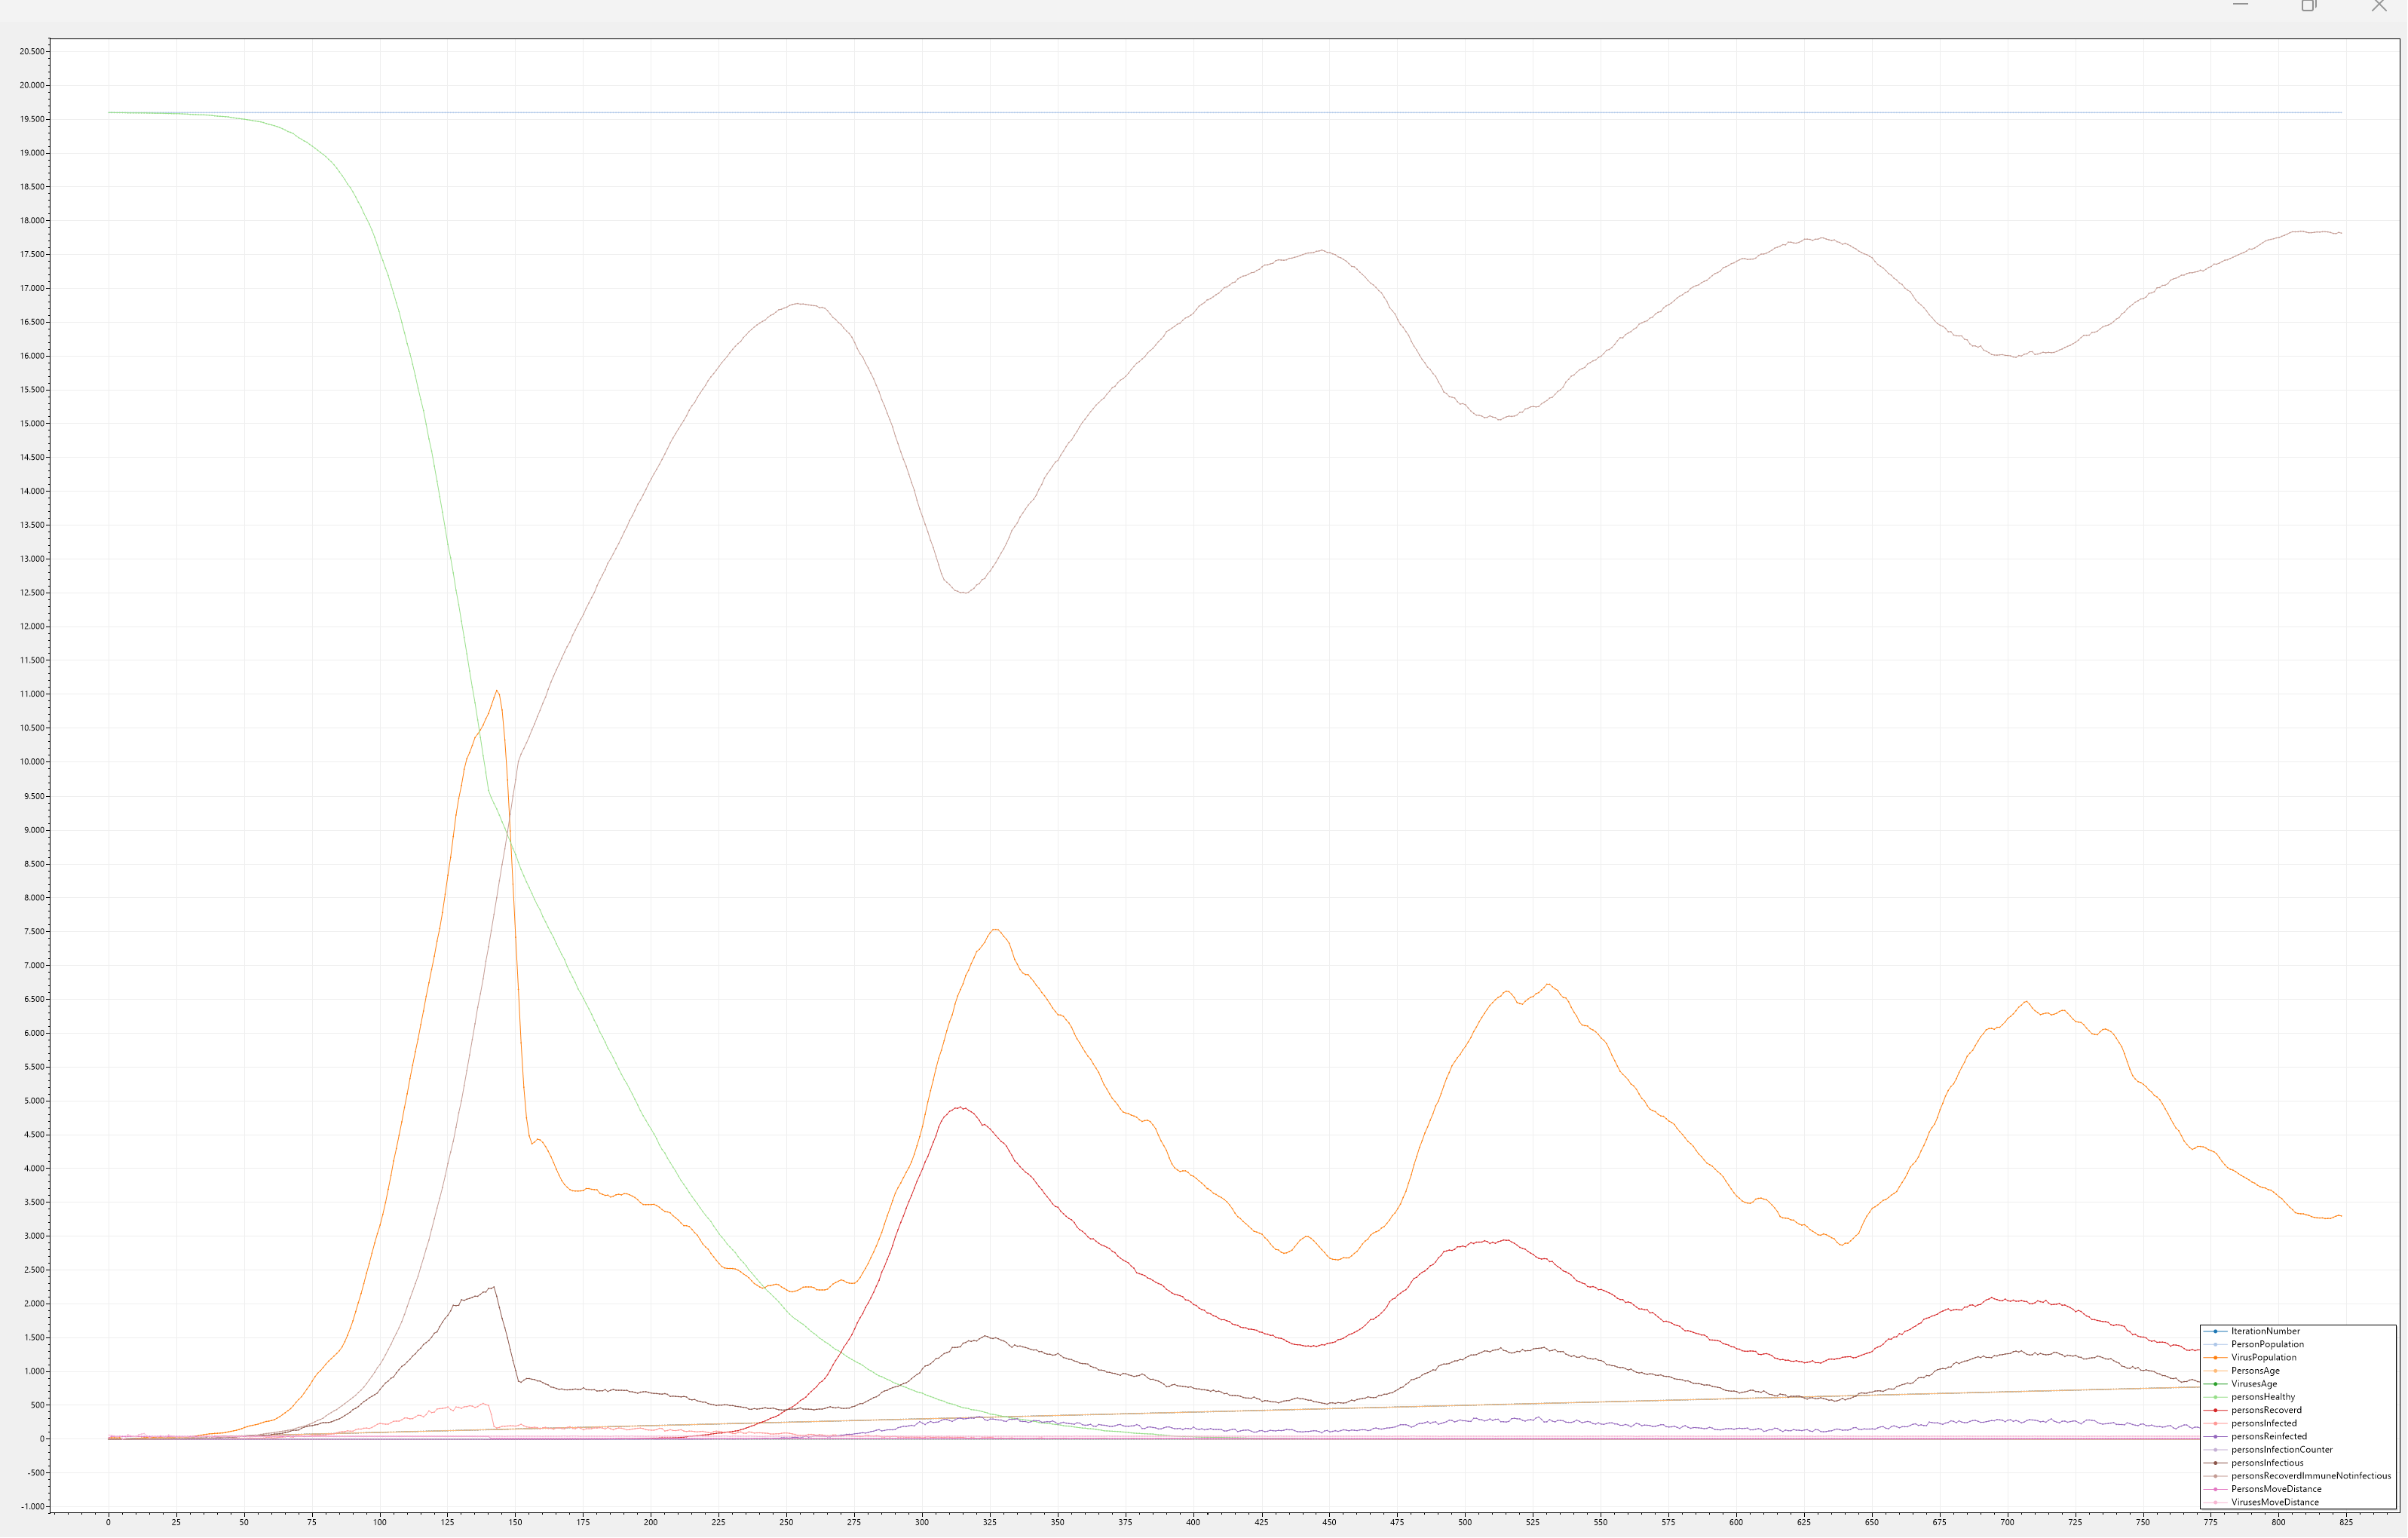 20.500
20.000
19.500
19.000
18.500
18.000
17.500
17.000
16.500
16.000
15.500
15.000
14.500
14.000
13.500
13.000
12.500
12.000
11.500
11.000
10.500
10.000
9.500
9.000
8.500
8.000
7.500
7.000
6.500
6.000
5.500
5.000
4.500
4.000
3.500
3.000
2.500
2.000
1.500
1.000
500
0
-500
-1.000
0 25 50 75 100 125 150 175 200 225 250 275 300 325 350 375 400 425 450 475 500 525 550 575 600 625 650 675 700 725 750 775 800 825
IterationNumber
PersonPopulation
VirusPopulation
PersonsAge
VirusesAge
personsHealthy
personsRecoverd
personsInfected
personsReinfected
personsInfectionCounter
personsInfectious
personsRecoverdImmuneNotinfectious
PersonsMoveDistance
VirusesMoveDistance